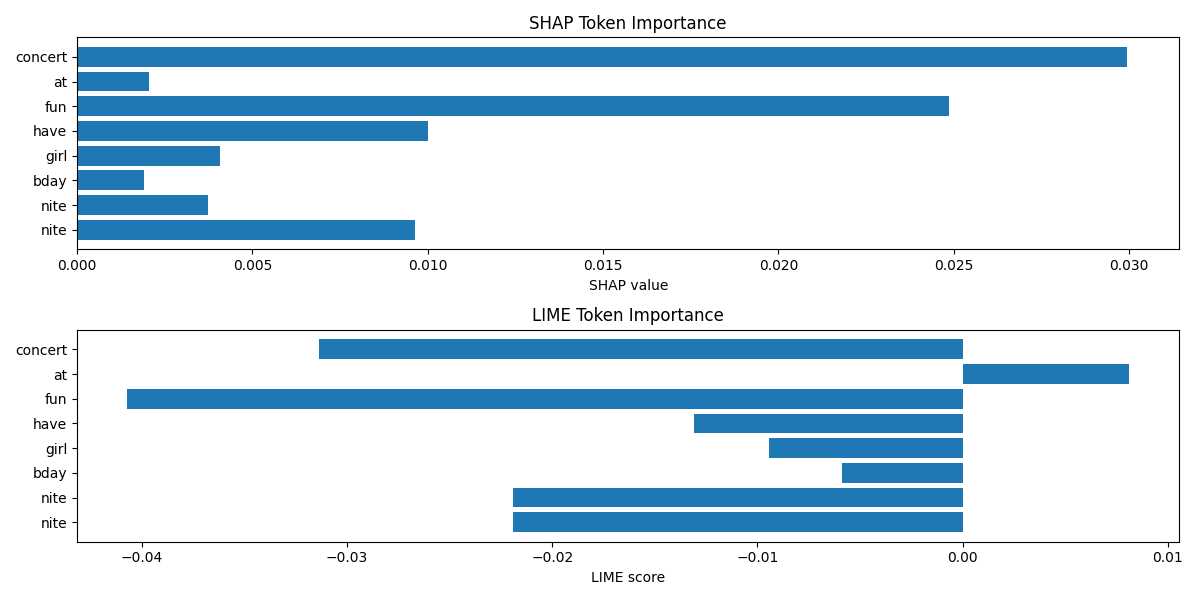 SHAP Token Importance
concert
at
fun
have
girl
bday
nite
nite
0.000 0.005 0.010 0.015 0.020 0.025 0.030
SHAP value
LIME Token Importance
concert
at
fun
have
girl
bday
nite
nite
−0.04 −0.03 −0.02 −0.01 0.00 0.01
LIME score